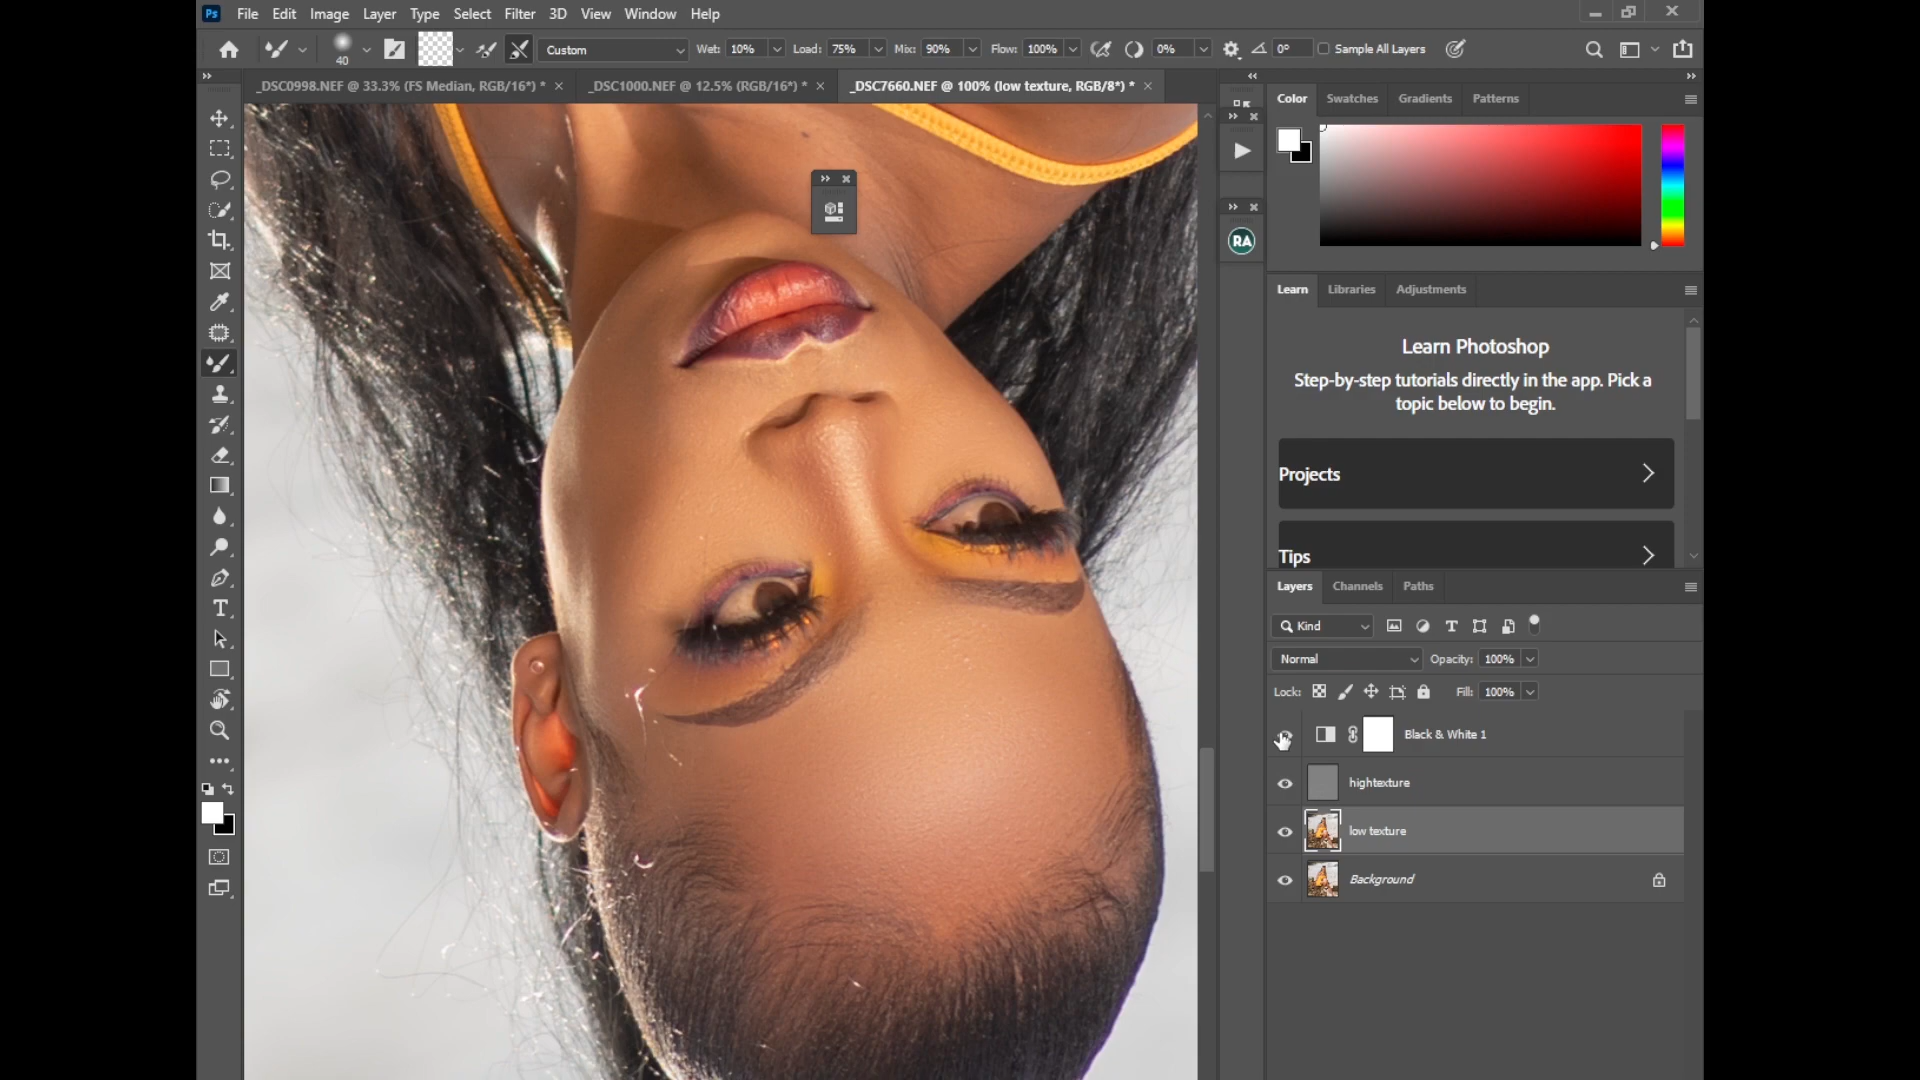 Ps File Edit Image Layer Type Select Filter 3D View Window Help
40 Custom Wet: 10% Load: 75% Mix: 90% Flow: 100% 0% 0° Sample All Layers
_DSC0998.NEF @ 33.3% (FS Median, RGB/16*) * × _DSC1000.NEF @ 12.5% (RGB/16*) * × _DSC7660.NEF @ 100% (low texture, RGB/8*) * ×
Color Swatches Gradients Patterns
RA
Learn Libraries Adjustments
Learn Photoshop
Step-by-step tutorials directly in the app. Pick a
topic below to begin.
Projects
Tips
Layers Channels Paths
Kind
Normal Opacity: 100%
Lock: Fill: 100%
Black & White 1
hightexture
low texture
Background